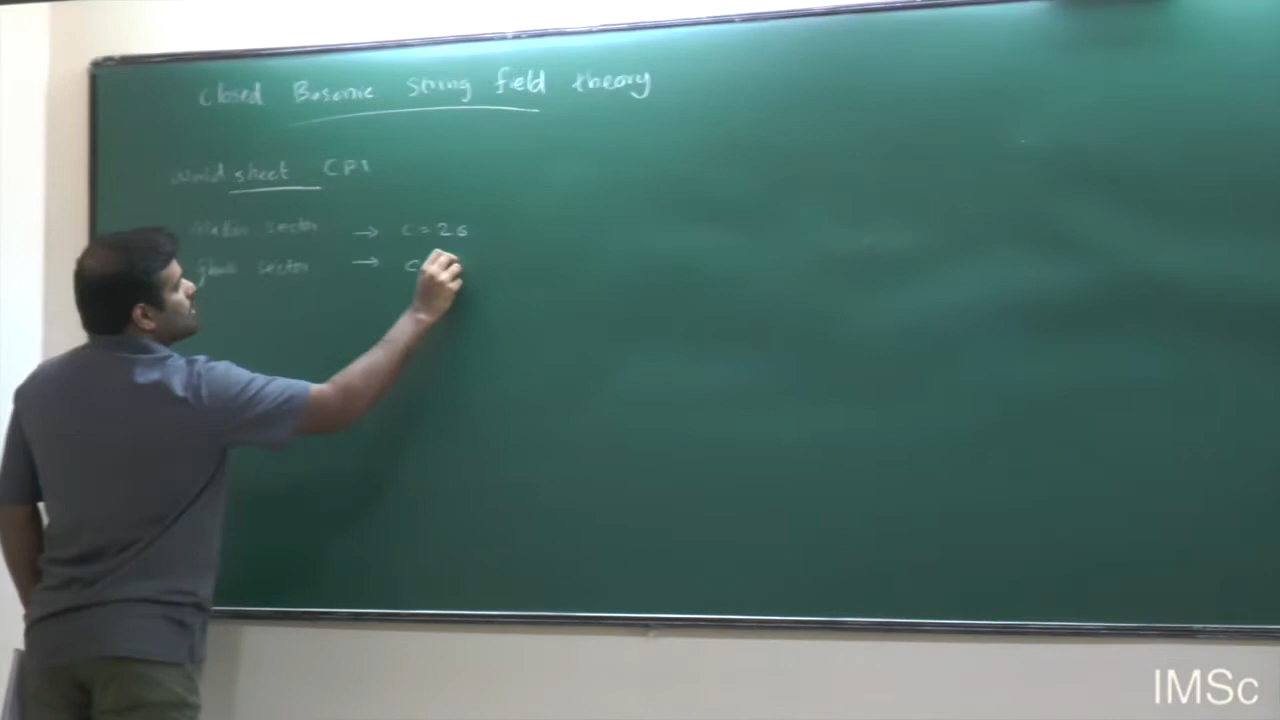 Closed Bosonic String field theory
World sheet CFT
Matter sector → c = 26
ghost sector → c
IMSc